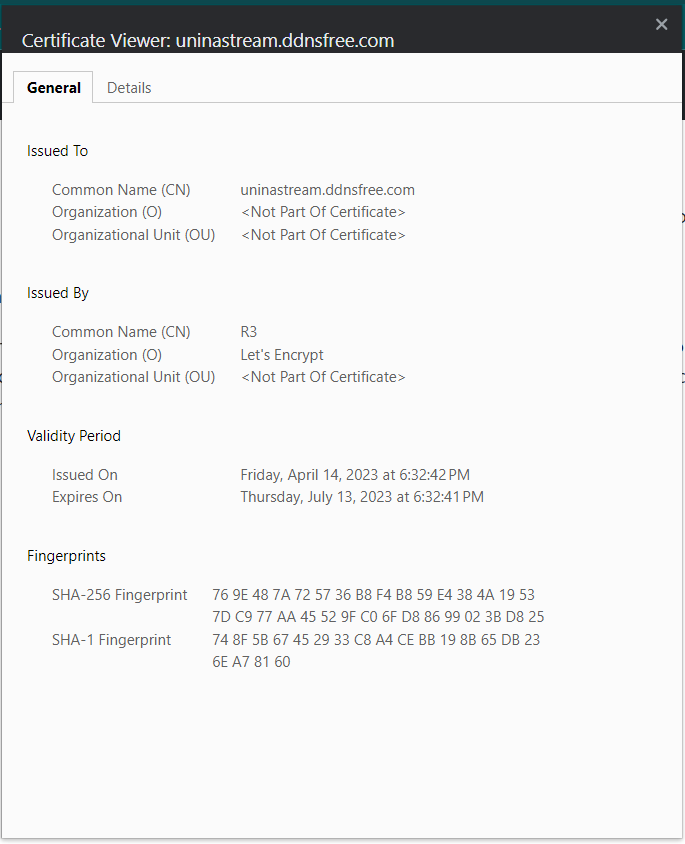 Certificate Viewer: uninastream.ddnsfree.com
General Details
Issued To
Common Name (CN) uninastream.ddnsfree.com
Organization (O) <Not Part Of Certificate>
Organizational Unit (OU) <Not Part Of Certificate>
Issued By
Common Name (CN) R3
Organization (O) Let's Encrypt
Organizational Unit (OU) <Not Part Of Certificate>
Validity Period
Issued On Friday, April 14, 2023 at 6:32:42 PM
Expires On Thursday, July 13, 2023 at 6:32:41 PM
Fingerprints
SHA-256 Fingerprint 76 9E 48 7A 72 57 36 B8 F4 B8 59 E4 38 4A 19 53
7D C9 77 AA 45 52 9F C0 6F D8 86 99 02 3B D8 25
SHA-1 Fingerprint 74 8F 5B 67 45 29 33 C8 A4 CE BB 19 8B 65 DB 23
6E A7 81 60